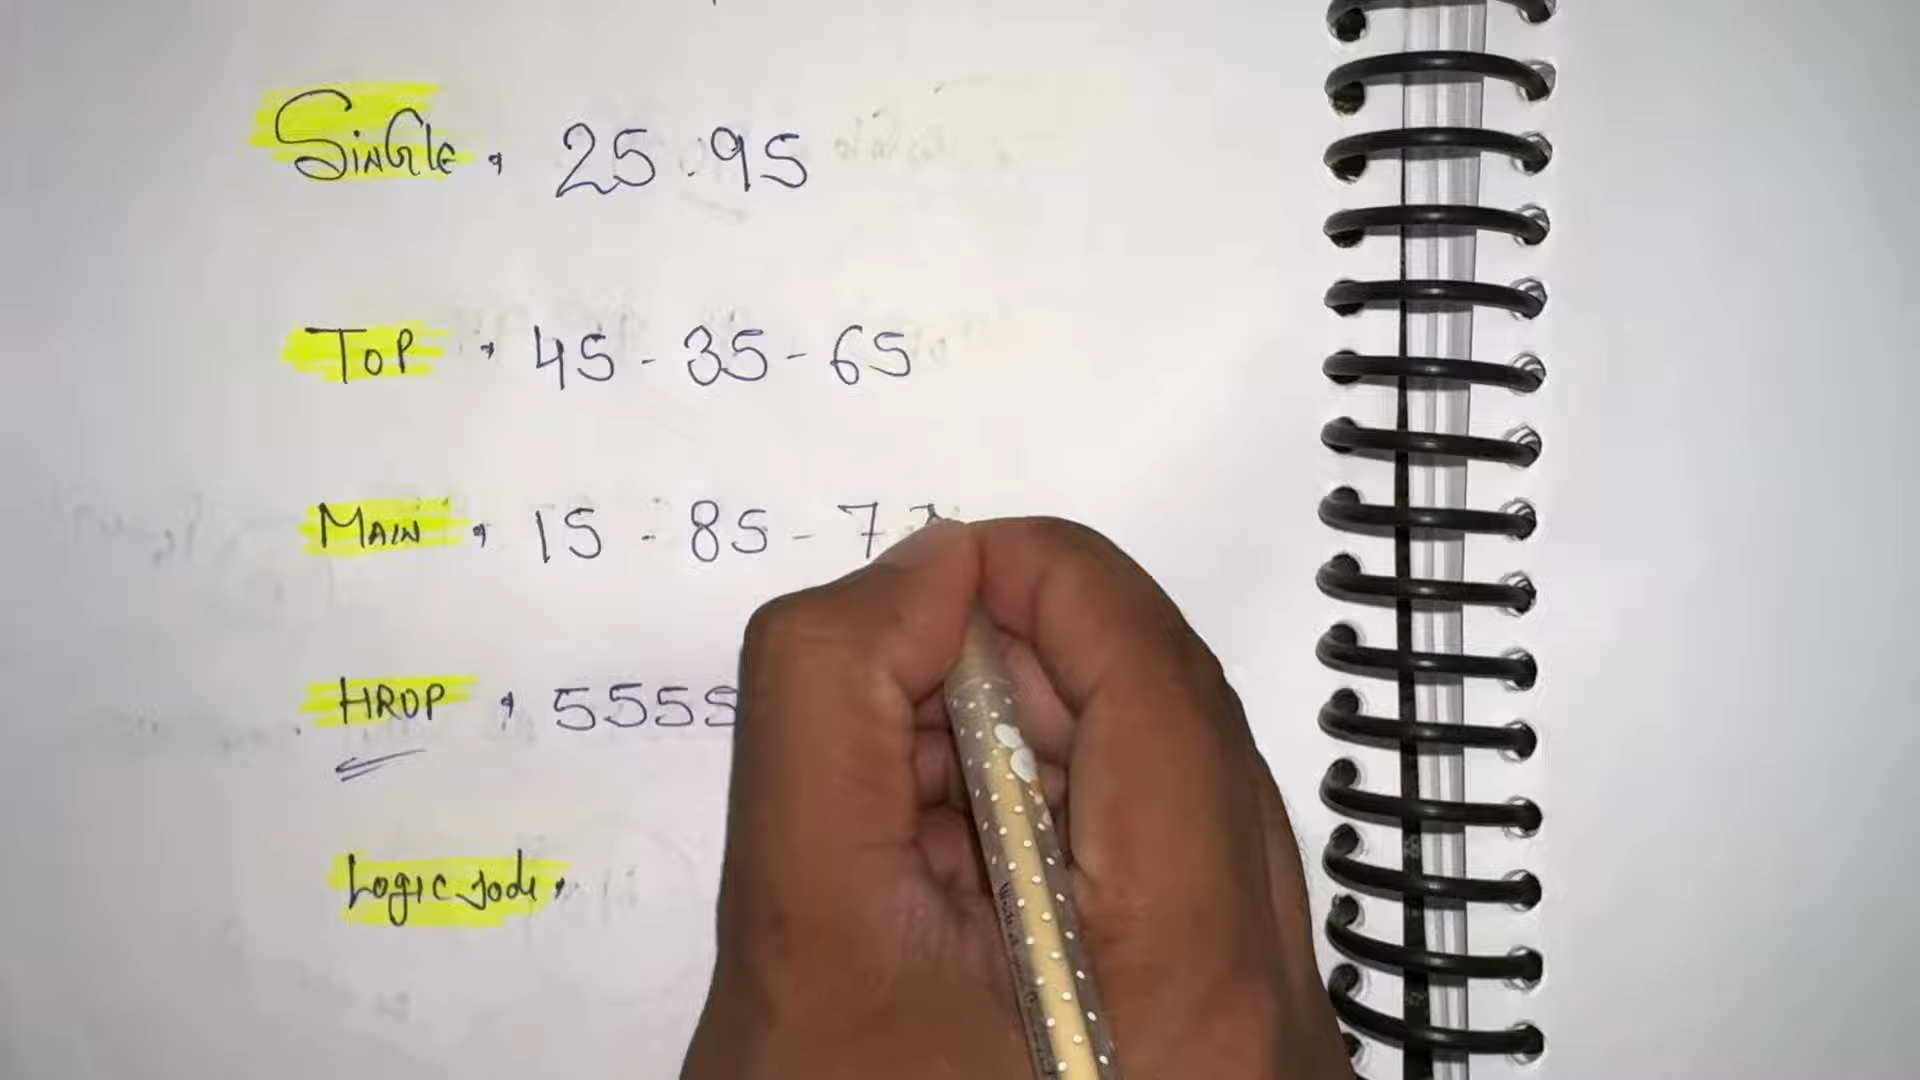 Single, 25.95
Top, 45-35-65
Main, 15-85-7
HROP, 5555
Logic Jodi,